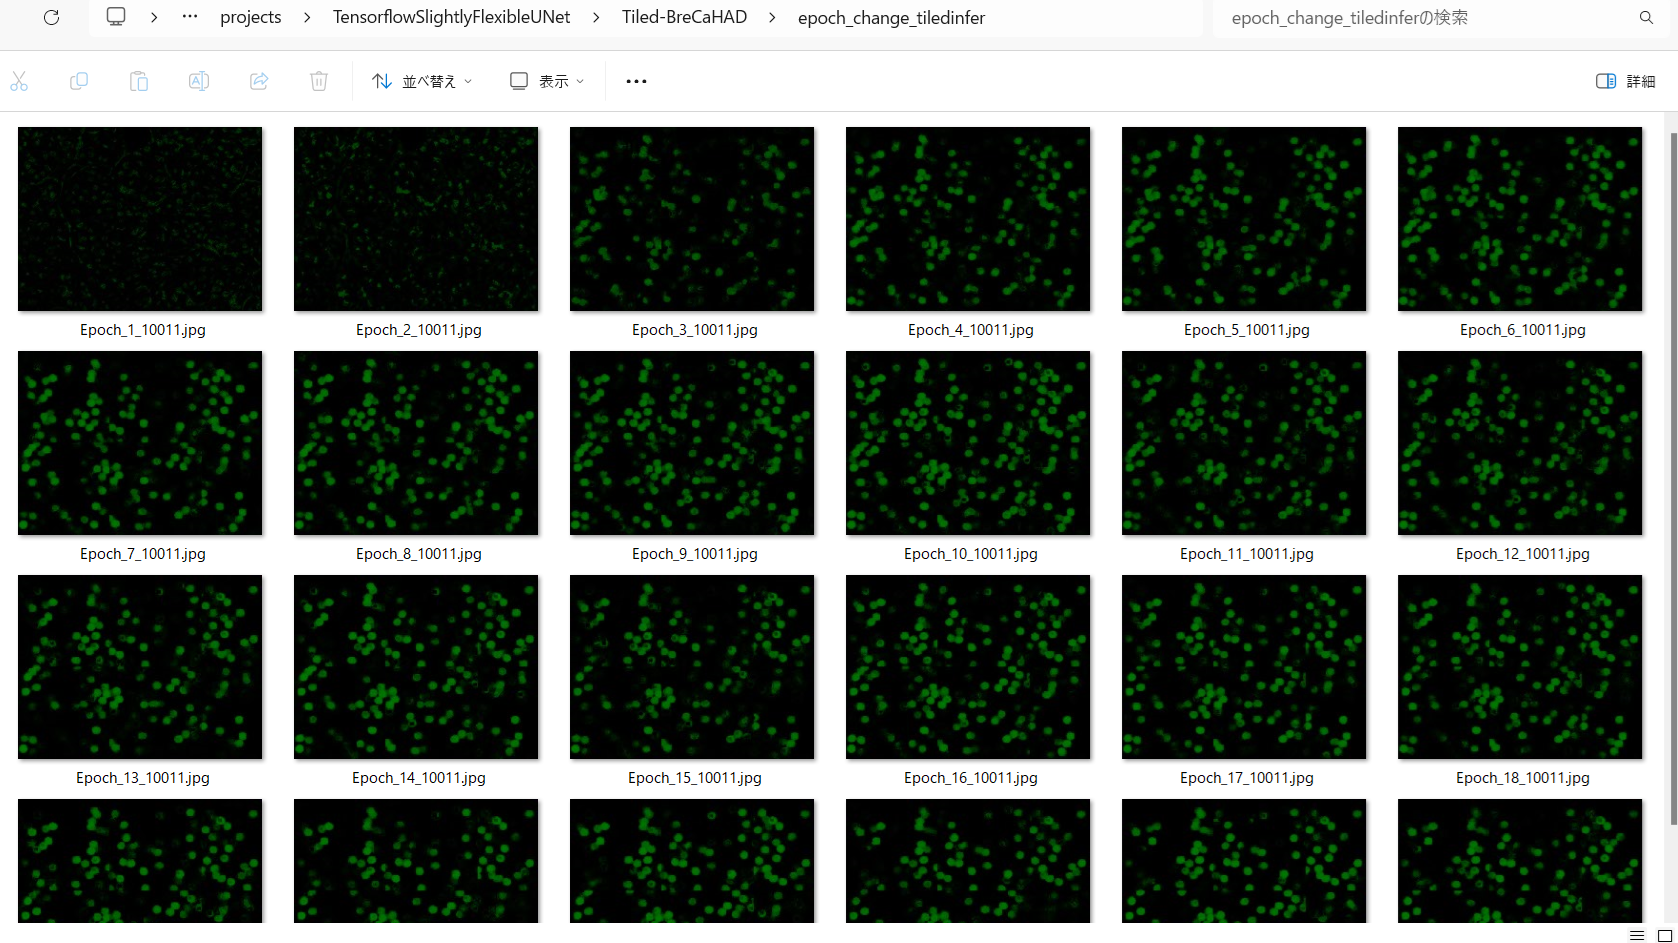 … projects > TensorflowSlightlyFlexibleUNet > Tiled-BreCaHAD > epoch_change_tiledinfer
epoch_change_tiledinferの検索
並べ替え 表示 ••• 詳細
Epoch_1_10011.jpg Epoch_2_10011.jpg Epoch_3_10011.jpg Epoch_4_10011.jpg Epoch_5_10011.jpg Epoch_6_10011.jpg
Epoch_7_10011.jpg Epoch_8_10011.jpg Epoch_9_10011.jpg Epoch_10_10011.jpg Epoch_11_10011.jpg Epoch_12_10011.jpg
Epoch_13_10011.jpg Epoch_14_10011.jpg Epoch_15_10011.jpg Epoch_16_10011.jpg Epoch_17_10011.jpg Epoch_18_10011.jpg